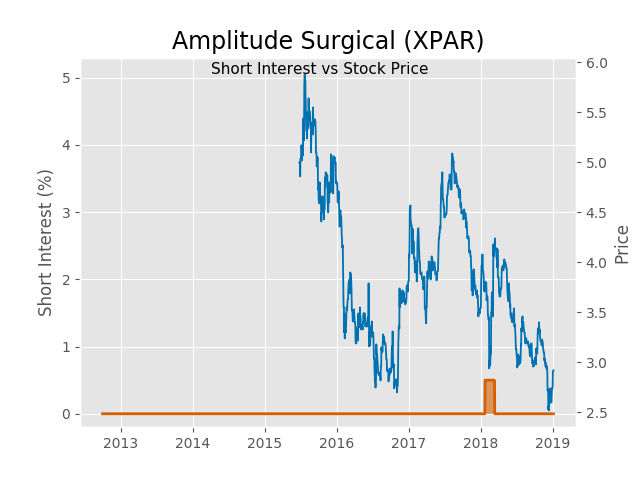 Amplitude Surgical (XPAR)
Short Interest vs Stock Price
Short Interest (%)
5
4
3
2
1
0
6.0
5.5
5.0
4.5
4.0
3.5
3.0
2.5
Price
2013 2014 2015 2016 2017 2018 2019